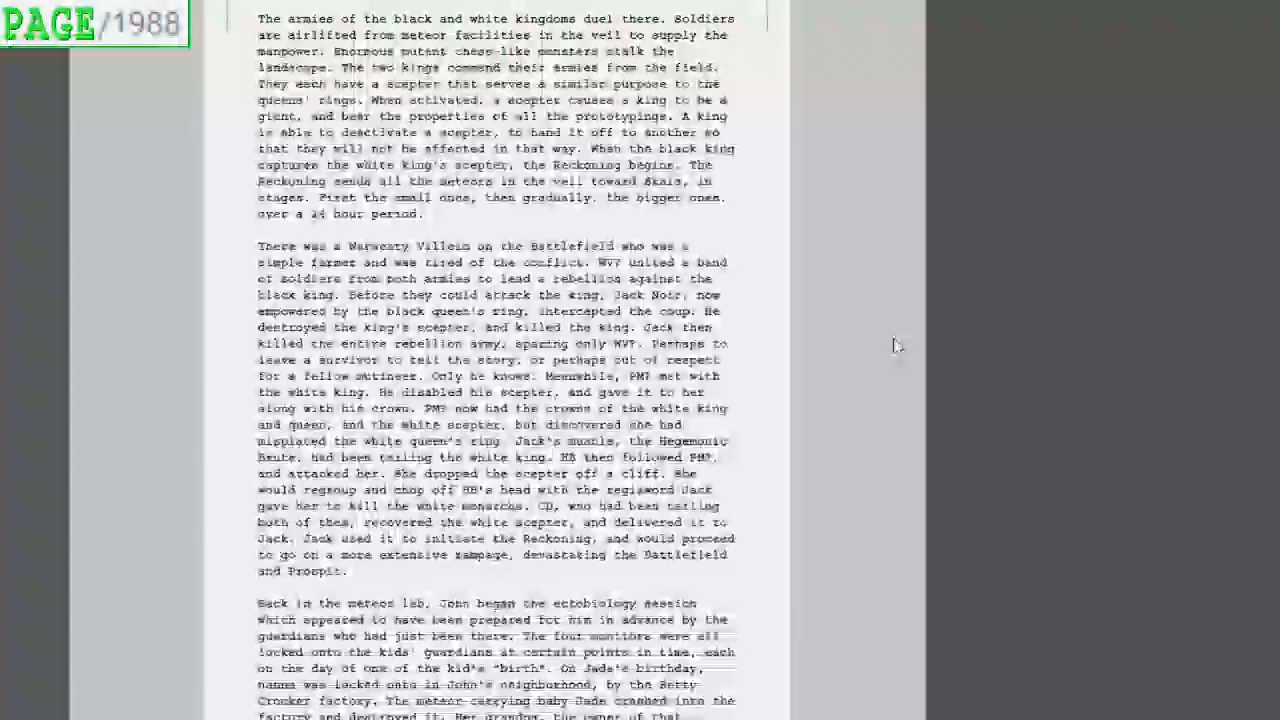 PAGE/1988
The armies of the black and white kingdoms duel there. Soldiers
are airlifted from meteor facilities in the veil to supply the
manpower. Enormous mutant chess-like monsters stalk the
landscape. The two kings command their armies from the field.
They each have a scepter that serves a similar purpose to the
queens' rings. When activated, a scepter causes a king to be a
giant, and bear the properties of all the prototypings. A king
is able to deactivate a scepter, to hand it off to another so
that they will not be affected in that way. When the black king
captures the white king's scepter, the Reckoning begins. The
Reckoning sends all the meteors in the veil toward Skaia, in
stages. First the small ones, then gradually, the bigger ones,
over a 24 hour period.
There was a Warweary Villein on the Battlefield who was a
simple farmer and was tired of the conflict. WV? united a band
of soldiers from both armies to lead a rebellion against the
black king. Before they could attack the king, Jack Noir, now
empowered by the black queen's ring, intercepted the coup. He
destroyed the king's scepter, and killed the king. Jack then
killed the entire rebellion army, sparing only WV?. Perhaps to
leave a survivor to tell the story, or perhaps out of respect
for a fellow mutineer. Only he knows. Meanwhile, PM? met with
the white king. He disabled his scepter, and gave it to her
along with his crown. PM? now had the crowns of the white king
and queen, and the white scepter, but discovered she had
misplaced the white queen's ring. Jack's muscle, the Hegemonic
Brute, had been tailing the white king. HB then followed PM?,
and attacked her. She dropped the scepter off a cliff. She
would regroup and chop off HB's head with the regisword Jack
gave her to kill the white monarchs. CD, who had been tailing
both of them, recovered the white scepter, and delivered it to
Jack. Jack used it to initiate the Reckoning, and would proceed
to go on a more extensive rampage, devastating the Battlefield
and Prospit.
Back in the meteor lab, John began the ectobiology session
which appeared to have been prepared for him in advance by the
guardians who had just been there. The four monitors were all
locked onto the kids' guardians at certain points in time, each
on the day of one of the kid's "birth". On Jade's birthday,
nanna was locked onto in John's neighborhood, by the Betty
Crocker factory. The meteor carrying baby Jade crashed into the
factory and destroyed it. Her grandpa, the owner of that